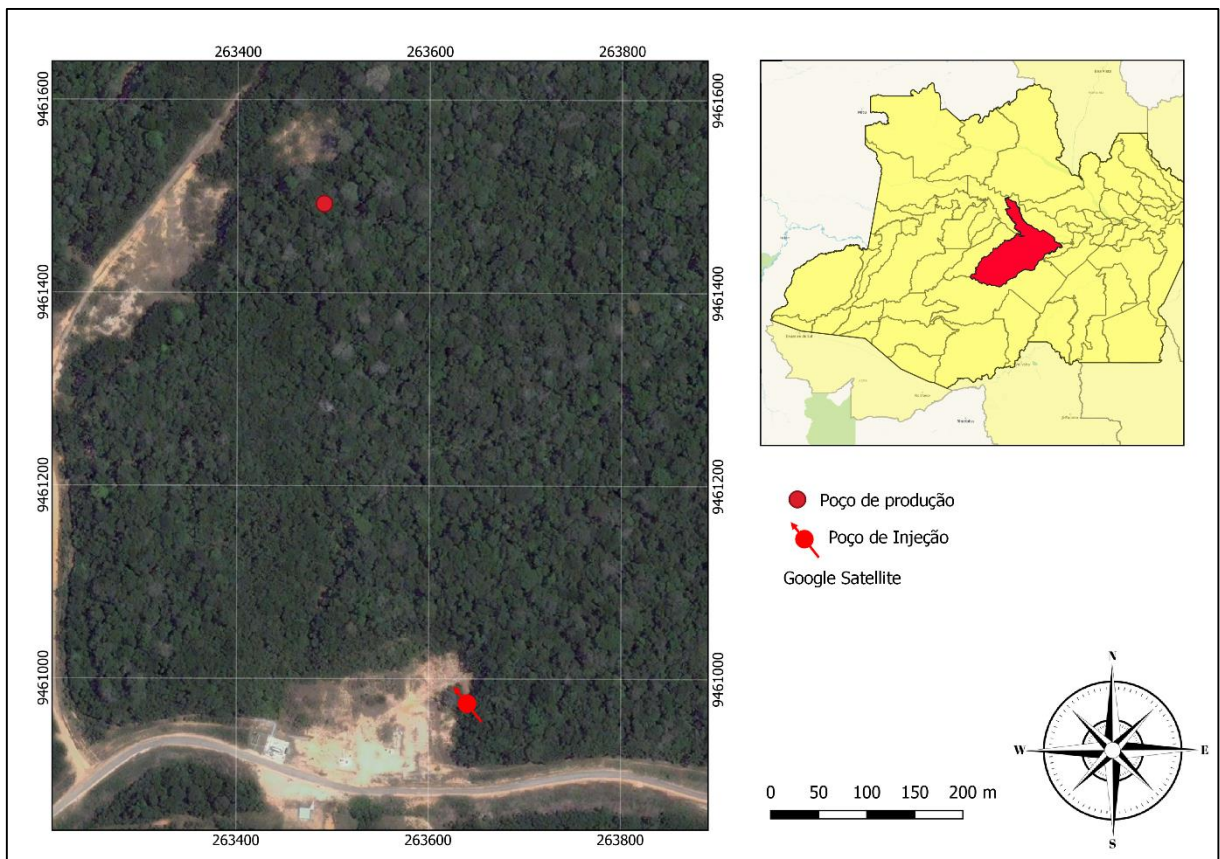 263400 263600 263800
9461600 9461600
9461400 9461400
9461200 9461200
9461000 9461000
263400 263600 263800
Poço de produção
Poço de Injeção
Google Satellite
N
W E
S
0 50 100 150 200 m